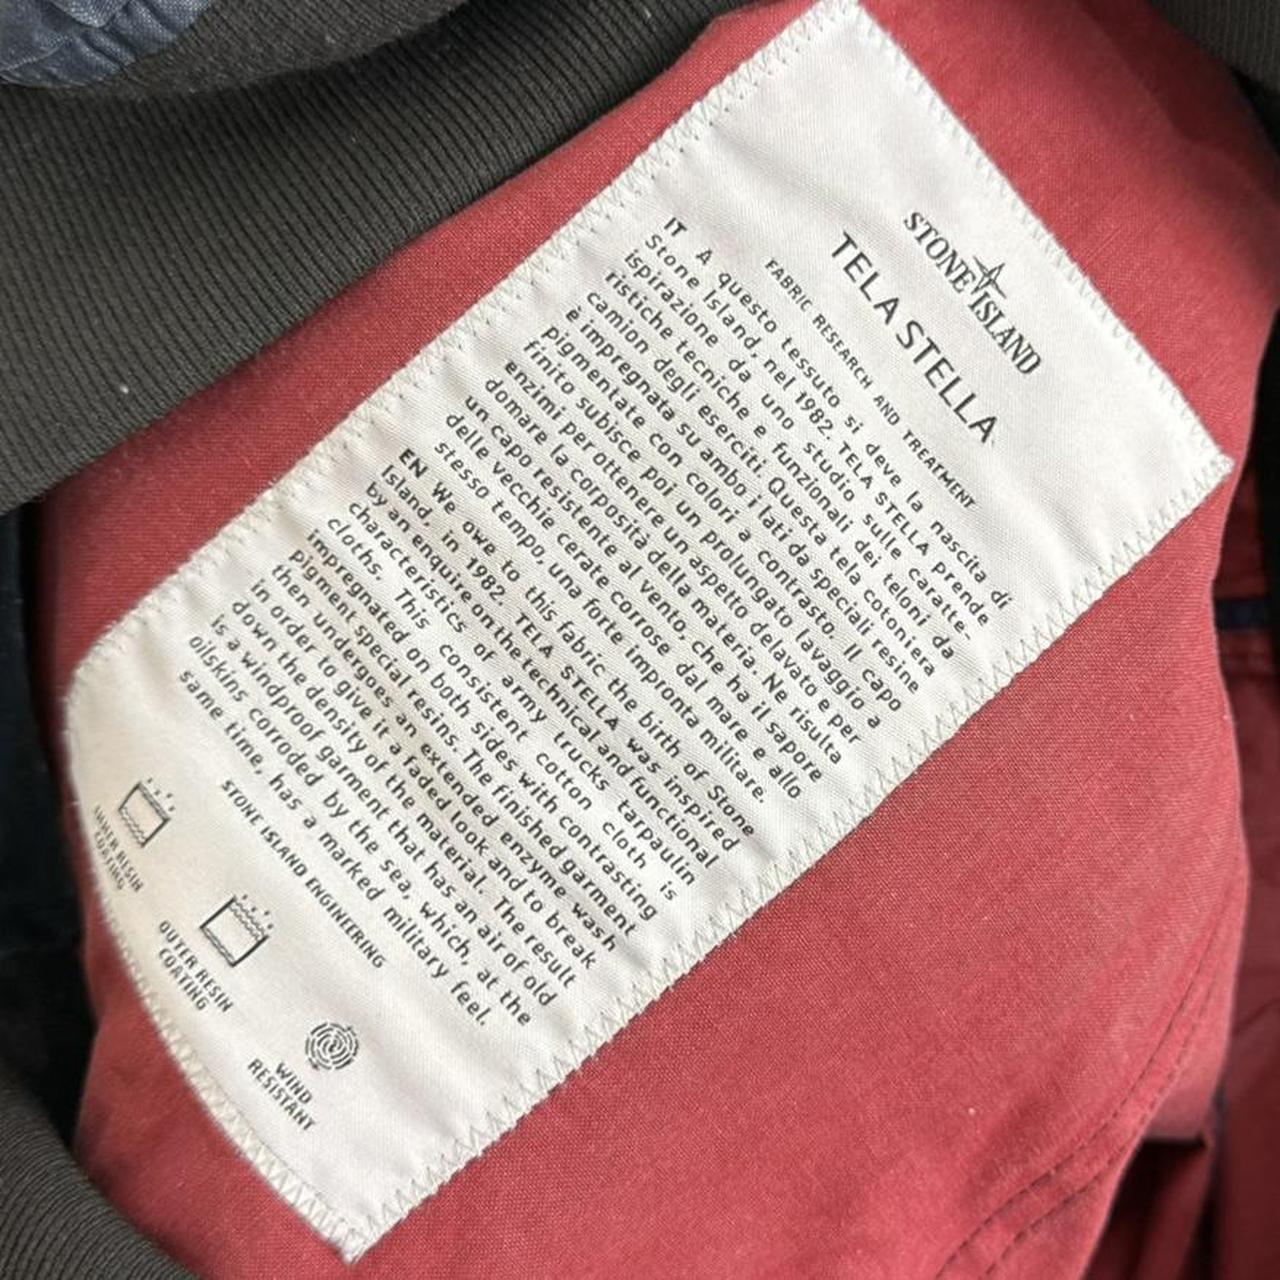 STONE ISLAND
TELA STELLA
FABRIC RESEARCH AND TREATMENT
IT A questo tessuto si deve la nascita di
Stone Island, nel 1982. TELA STELLA prende
ispirazione da uno studio sulle caratte-
ristiche tecniche e funzionali dei teloni da
camion degli eserciti. Questa tela cotoniera
è impregnata su ambo i lati da speciali resine
pigmentate con colori a contrasto. Il capo
finito subisce poi un prolungato lavaggio a
enzimi per ottenere un aspetto delavato e per
domare la corposità della materia. Ne risulta
un capo resistente al vento, che ha il sapore
delle vecchie cerate corrose dal mare e allo
stesso tempo, una forte impronta militare.
EN We owe to this fabric the birth of Stone
Island, in 1982. TELA STELLA was inspired
by an enquire on the technical and functional
characteristics of army trucks tarpaulin
cloths. This consistent cotton cloth is
impregnated on both sides with contrasting
pigment special resins. The finished garment
then undergoes an extended enzyme wash
in order to give it a faded look and to break
down the density of the material. The result
is a windproof garment that has an air of old
oilskins corroded by the sea, which, at the
same time, has a marked military feel.
STONE ISLAND ENGINEERING
INNER RESIN
COATING
OUTER RESIN
COATING
WIND
RESISTANT